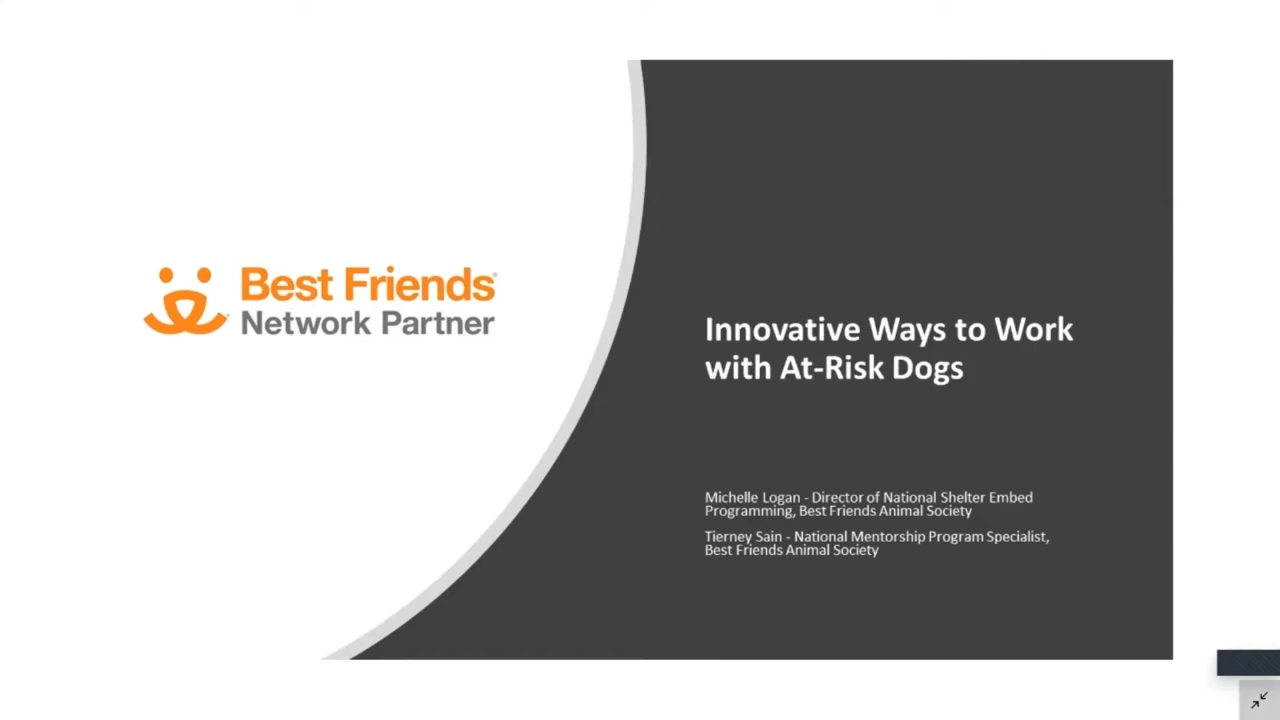 Best Friends®
Network Partner
Innovative Ways to Work
with At-Risk Dogs
Michelle Logan - Director of National Shelter Embed
Programming, Best Friends Animal Society
Tierney Sain - National Mentorship Program Specialist,
Best Friends Animal Society